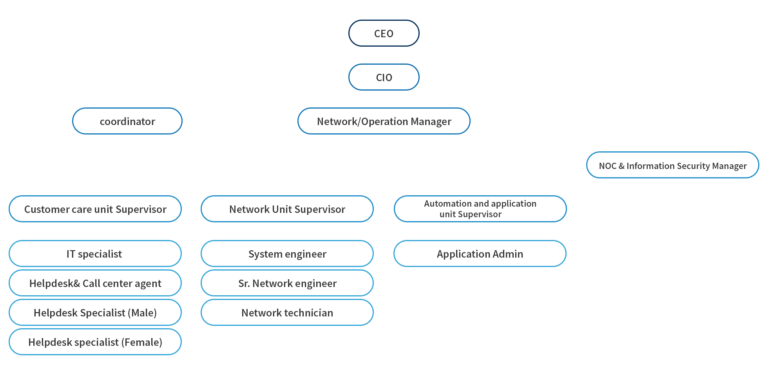 CEO
CIO
coordinator
Network/Operation Manager
NOC & Information Security Manager
Customer care unit Supervisor
Network Unit Supervisor
Automation and application
unit Supervisor
IT specialist
System engineer
Application Admin
Helpdesk& Call center agent
Sr. Network engineer
Helpdesk Specialist (Male)
Network technician
Helpdesk specialist (Female)